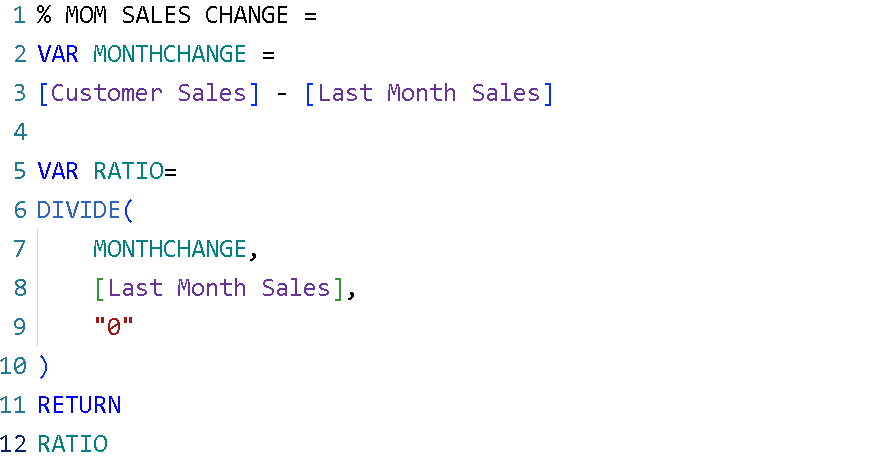 1 % MOM SALES CHANGE =
2 VAR MONTHCHANGE =
3 [Customer Sales] - [Last Month Sales]
4
5 VAR RATIO=
6 DIVIDE(
7     MONTHCHANGE,
8     [Last Month Sales],
9     "0"
10 )
11 RETURN
12 RATIO